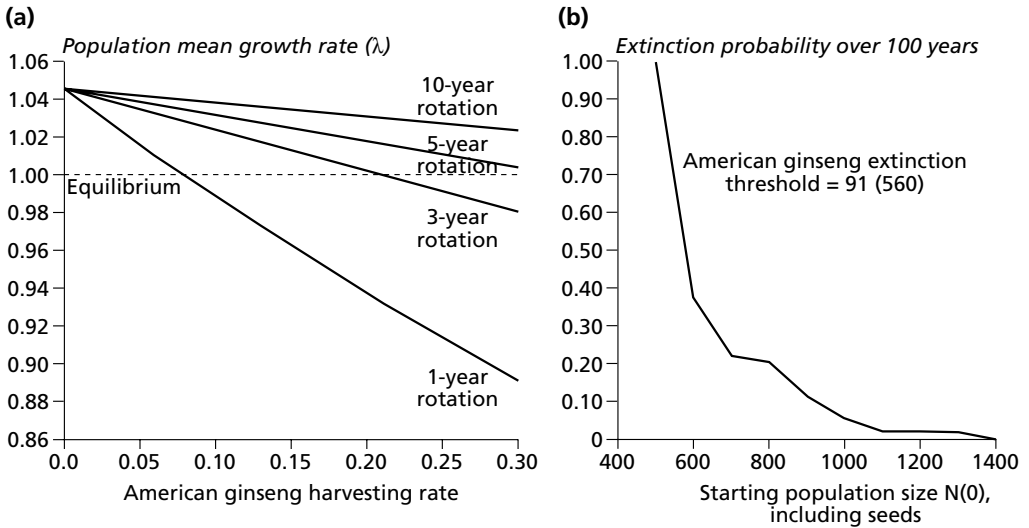 (a)
Population mean growth rate (λ)
1.06
1.04
1.02
1.00
0.98
0.96
0.94
0.92
0.90
0.88
0.86
10-year
rotation
5-year
rotation
Equilibrium
3-year
rotation
1-year
rotation
0.0 0.05 0.10 0.15 0.20 0.25 0.30
American ginseng harvesting rate
(b)
Extinction probability over 100 years
1.00
0.90
0.80
0.70
0.60
0.50
0.40
0.30
0.20
0.10
0
American ginseng extinction
threshold = 91 (560)
400 600 800 1000 1200 1400
Starting population size N(0),
including seeds